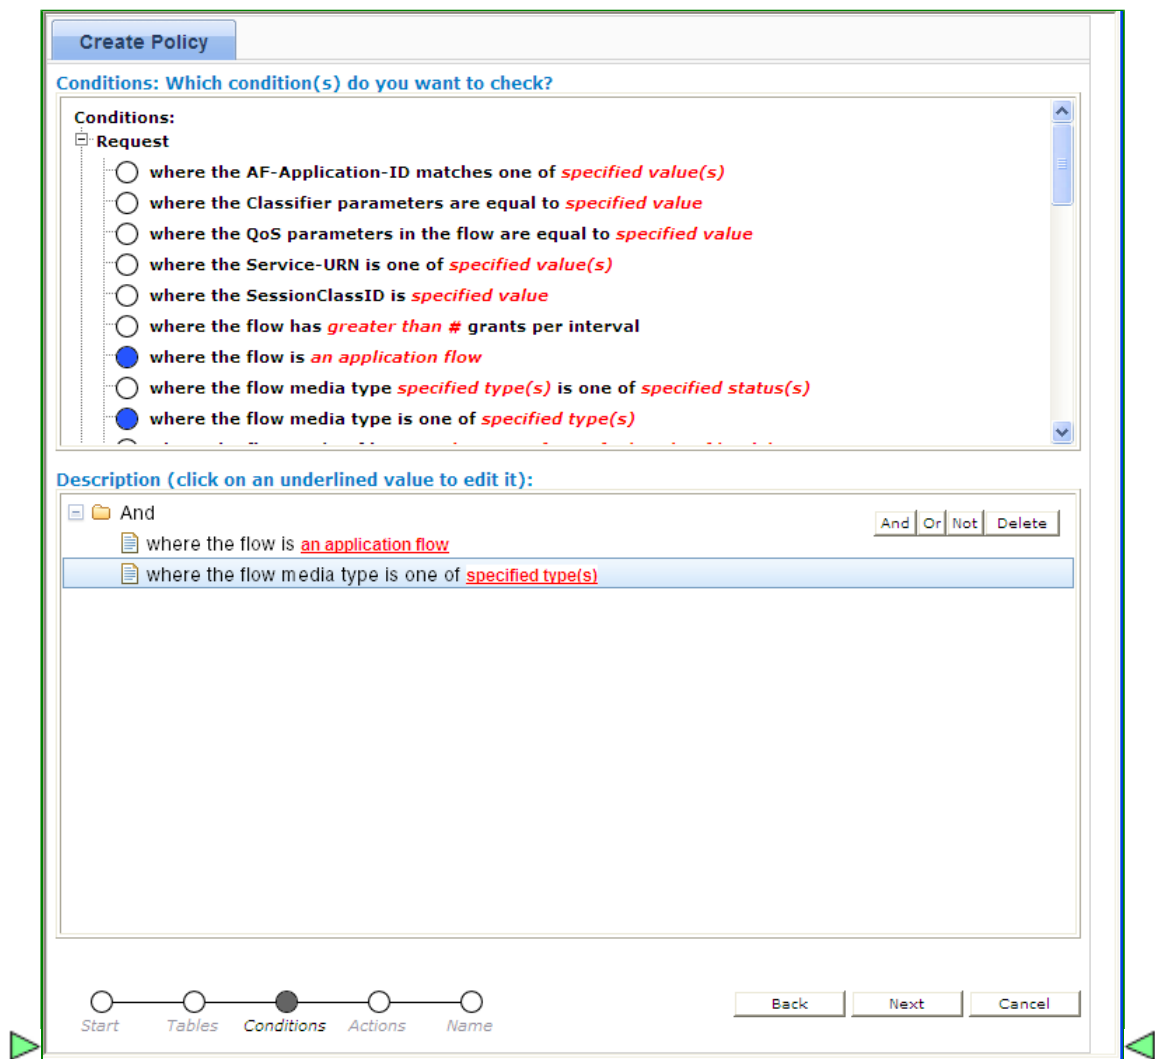 Create Policy
Conditions: Which condition(s) do you want to check?
Conditions:
Request
where the AF-Application-ID matches one of specified value(s)
where the Classifier parameters are equal to specified value
where the QoS parameters in the flow are equal to specified value
where the Service-URN is one of specified value(s)
where the SessionClassID is specified value
where the flow has greater than # grants per interval
where the flow is an application flow
where the flow media type specified type(s) is one of specified status(s)
where the flow media type is one of specified type(s)
Description (click on an underlined value to edit it):
And
And Or Not Delete
where the flow is an application flow
where the flow media type is one of specified type(s)
Back Next Cancel
Start Tables Conditions Actions Name